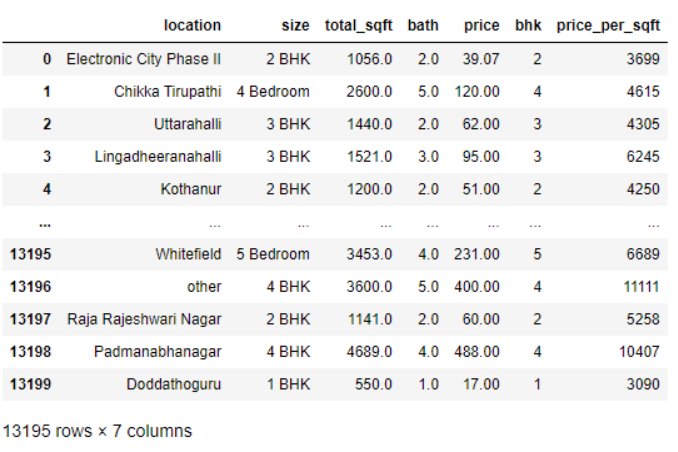 location size total_sqft bath price bhk price_per_sqft
0 Electronic City Phase II 2 BHK 1056.0 2.0 39.07 2 3699
1 Chikka Tirupathi 4 Bedroom 2600.0 5.0 120.00 4 4615
2 Uttarahalli 3 BHK 1440.0 2.0 62.00 3 4305
3 Lingadheeranahalli 3 BHK 1521.0 3.0 95.00 3 6245
4 Kothanur 2 BHK 1200.0 2.0 51.00 2 4250
... ... ... ... ... ... ... ...
13195 Whitefield 5 Bedroom 3453.0 4.0 231.00 5 6689
13196 other 4 BHK 3600.0 5.0 400.00 4 11111
13197 Raja Rajeshwari Nagar 2 BHK 1141.0 2.0 60.00 2 5258
13198 Padmanabhanagar 4 BHK 4689.0 4.0 488.00 4 10407
13199 Doddathoguru 1 BHK 550.0 1.0 17.00 1 3090
13195 rows × 7 columns